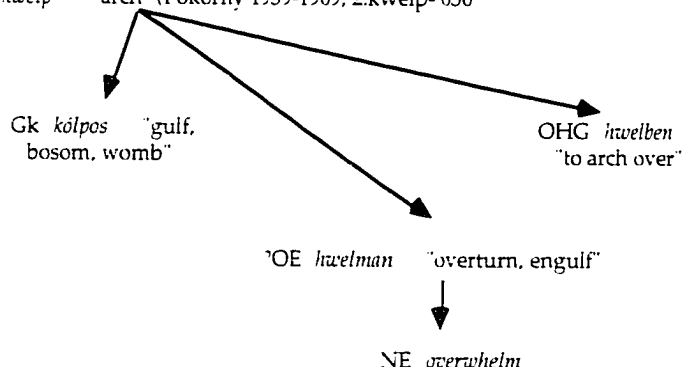 "arch" (Pokorny 1959-1969, 2.kwelp- 630
Gk kólpos "gulf,
bosom, womb"
OHG hwelben
"to arch over"
?OE hwelman "overturn, engulf"
NE overwhelm